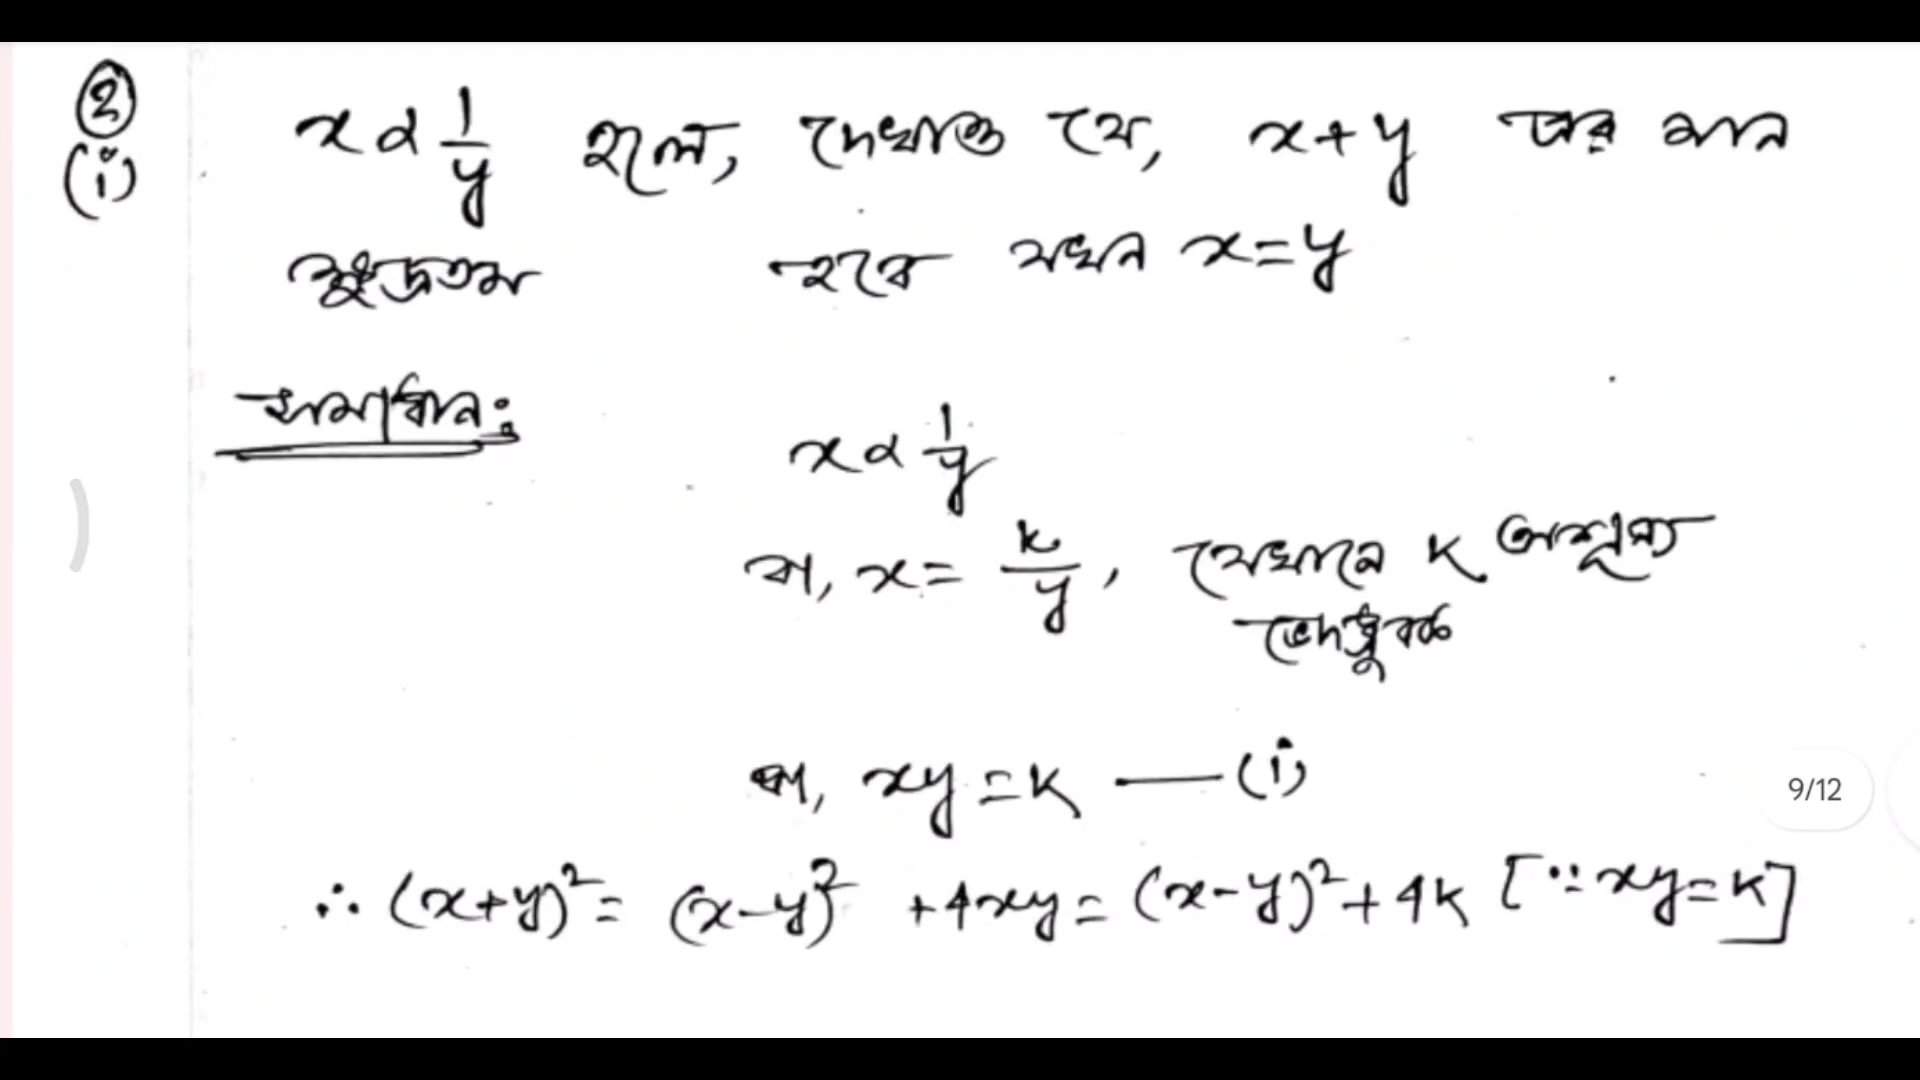 ②
(i) x ∝ 1/y হলে, দেখাও যে, x+y এর মান
ক্ষুদ্রতম হবে যখন x=y
সমাধান:
x ∝ 1/y
বা, x = k/y, যেখানে k অশূন্য
ভেদধ্রুবক
বা, xy = k — (i)
∴ (x+y)² = (x-y)² + 4xy = (x-y)² + 4k [∵ xy = k]
9/12